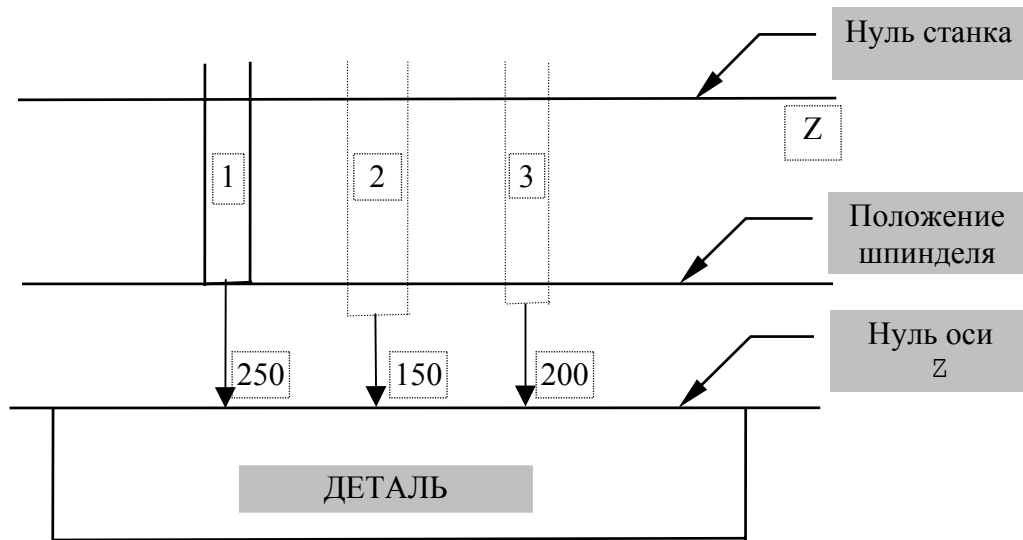 Нуль станка
Z
1
2
3
Положение
шпинделя
250
150
200
Нуль оси
Z
ДЕТАЛЬ